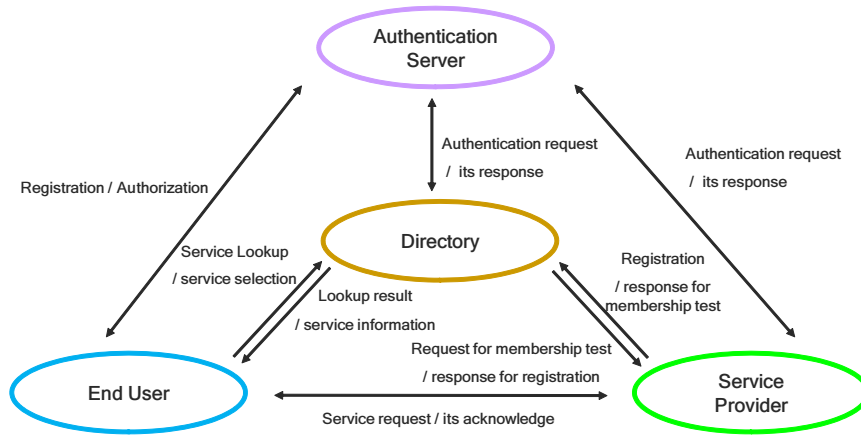 Authentication
Server
Authentication request
/ its response
Authentication request
/ its response
Registration / Authorization
Directory
Service Lookup
/ service selection
Registration
/ response for
membership test
Lookup result
/ service information
Request for membership test
/ response for registration
End User
Service
Provider
Service request / its acknowledge